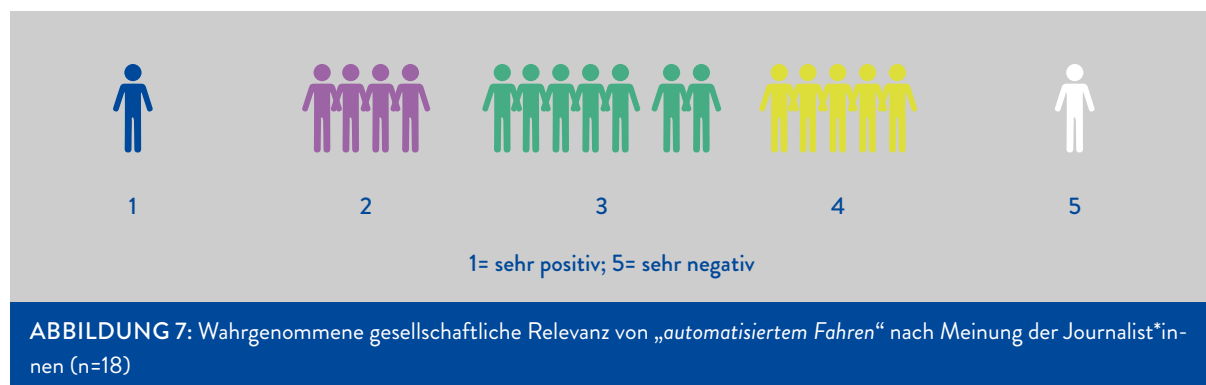 1 2 3 4 5
1= sehr positiv; 5= sehr negativ
ABBILDUNG 7: Wahrgenommene gesellschaftliche Relevanz von „automatisiertem Fahren“ nach Meinung der Journalist*in-
nen (n=18)